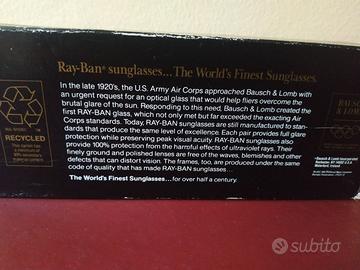 Ray-Ban® sunglasses...The World's Finest Sunglasses.
In the late 1920's, the U.S. Army Air Corps approached Bausch & Lomb with
an urgent request for an optical glass that would help fliers overcome the
brutal glare of the sun. Responding to this need, Bausch & Lomb created the
first RAY-BAN glass, which not only met but far exceeded the exacting Air
Corps standards. Today, RAY-BAN Sunglasses are still manufactured to stan-
dards that produce the same level of excellence. Each pair provides full glare
protection while preserving peak visual acuity. RAY-BAN Sunglasses also
provide 100% protection from the harmful effects of ultraviolet rays. Their
finely ground and polished lenses are free of the waves, blemishes and other
defects that can distort vision. The frames, too, are produced under the same
code of quality that has made RAY-BAN sunglasses...
The World's Finest Sunglasses...for over half a century.
RECYCLED
BAUSCH
& LOMB
Bausch & Lomb Incorporated
subito